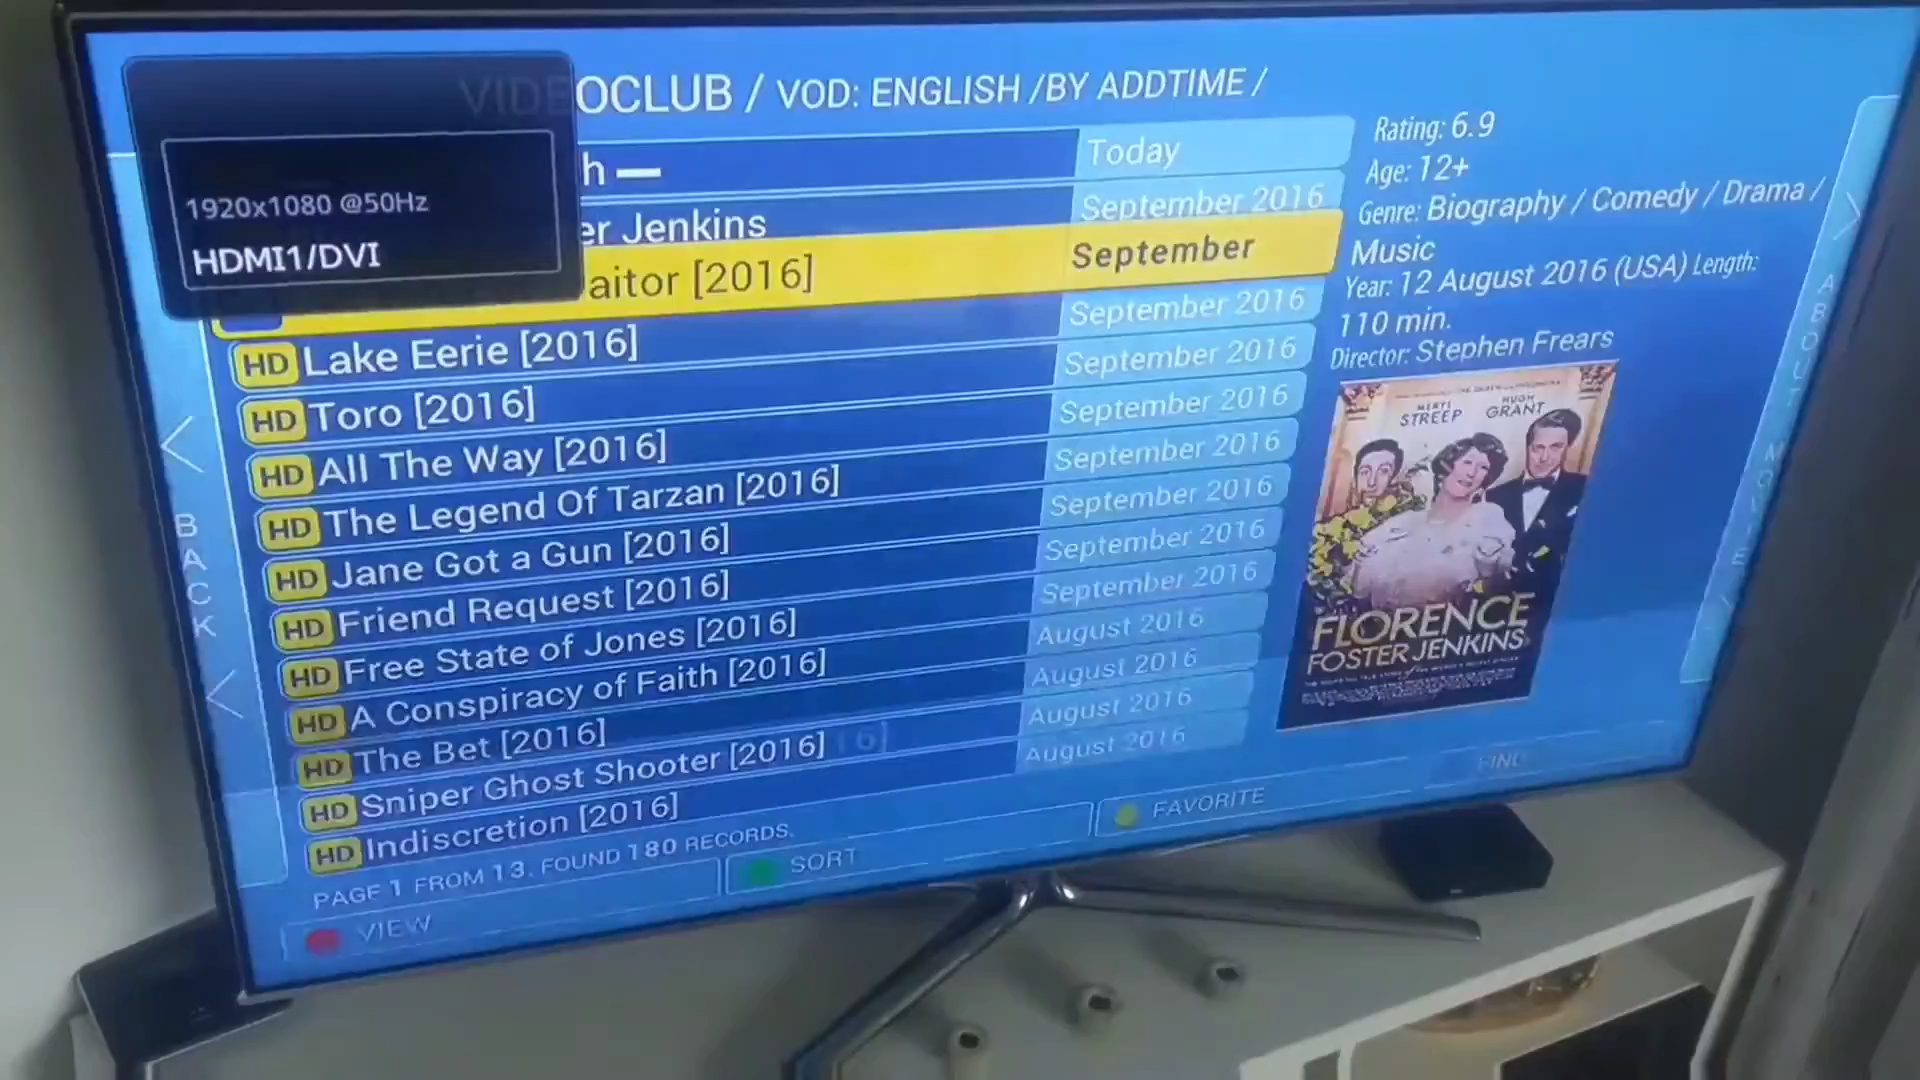 VIDEOCLUB / VOD: ENGLISH /BY ADDTIME /
1920x1080 @50Hz
HDMI1/DVI
h —
Today
er Jenkins
September 2016
aitor [2016]
September
HD Lake Eerie [2016]
September 2016
HD Toro [2016]
September 2016
HD All The Way [2016]
September 2016
HD The Legend Of Tarzan [2016]
September 2016
HD Jane Got a Gun [2016]
September 2016
HD Friend Request [2016]
September 2016
HD Free State of Jones [2016]
September 2016
HD A Conspiracy of Faith [2016]
August 2016
HD The Bet [2016]
August 2016
HD Sniper Ghost Shooter [2016]
August 2016
HD Indiscretion [2016]
August 2016
PAGE 1 FROM 13. FOUND 180 RECORDS.
VIEW
SORT
FAVORITE
FIND
BACK
Rating: 6.9
Age: 12+
Genre: Biography / Comedy / Drama /
Music
Year: 12 August 2016 (USA) Length:
110 min.
Director: Stephen Frears
MERYL
STREEP
HUGH
GRANT
FLORENCE
FOSTER JENKINS